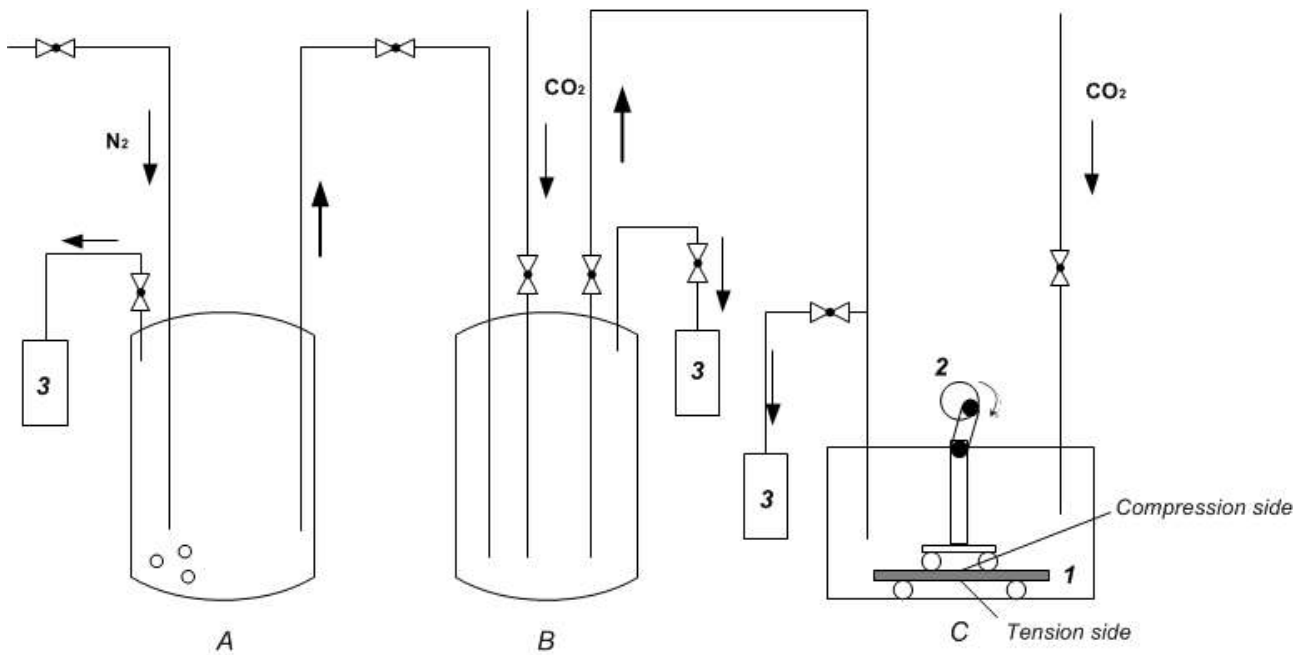 CO₂
N₂
CO₂
3
3
2
3
Compression side
1
A
B
C
Tension side